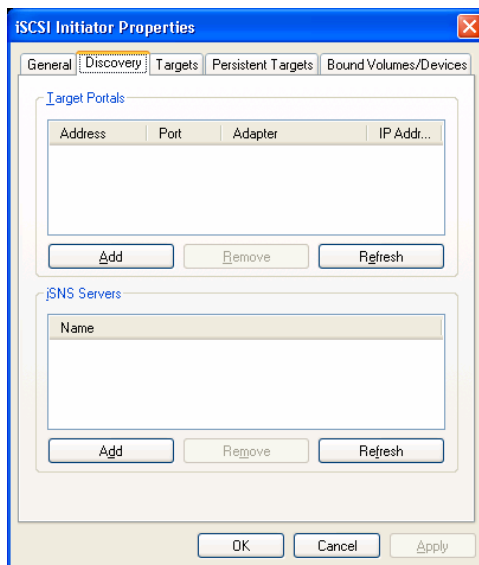 iSCSI Initiator Properties
General Discovery Targets Persistent Targets Bound Volumes/Devices
Target Portals
Address Port Adapter IP Addr...
Add Remove Refresh
iSNS Servers
Name
Add Remove Refresh
OK Cancel Apply